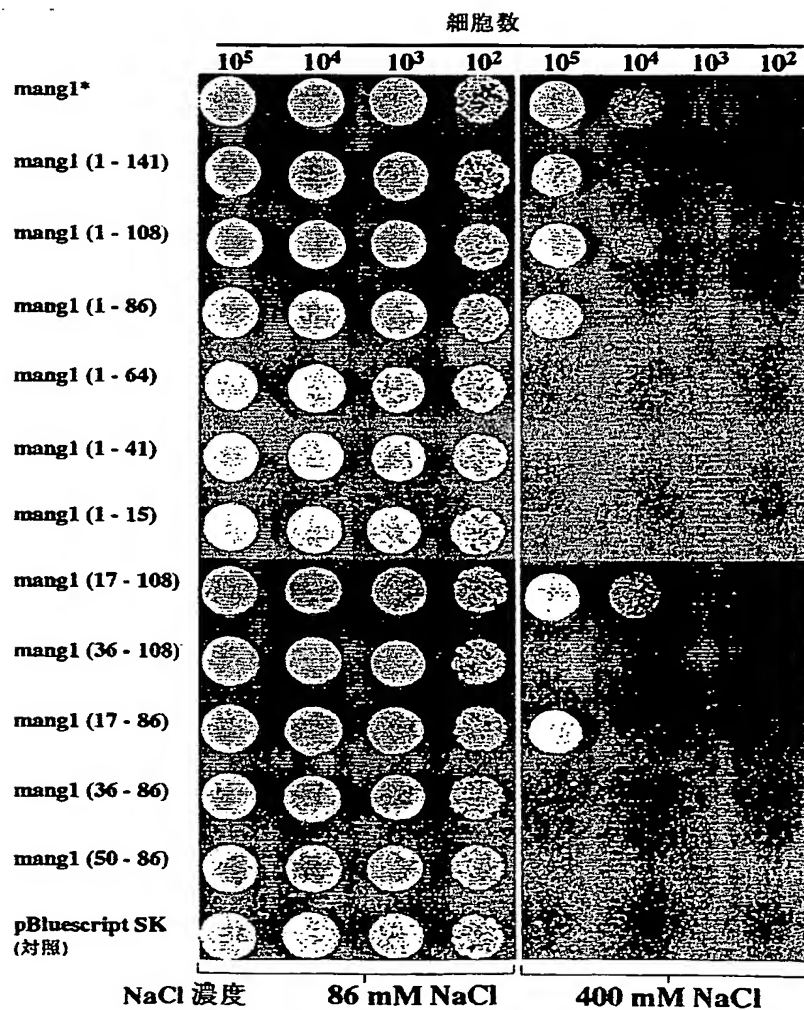 細胞数
10⁵ 10⁴ 10³ 10² 10⁵ 10⁴ 10³ 10²
mang1*
mang1 (1 - 141)
mang1 (1 - 108)
mang1 (1 - 86)
mang1 (1 - 64)
mang1 (1 - 41)
mang1 (1 - 15)
mang1 (17 - 108)
mang1 (36 - 108)
mang1 (17 - 86)
mang1 (36 - 86)
mang1 (50 - 86)
pBluescript SK
(対照)
NaCl 濃度 86 mM NaCl 400 mM NaCl